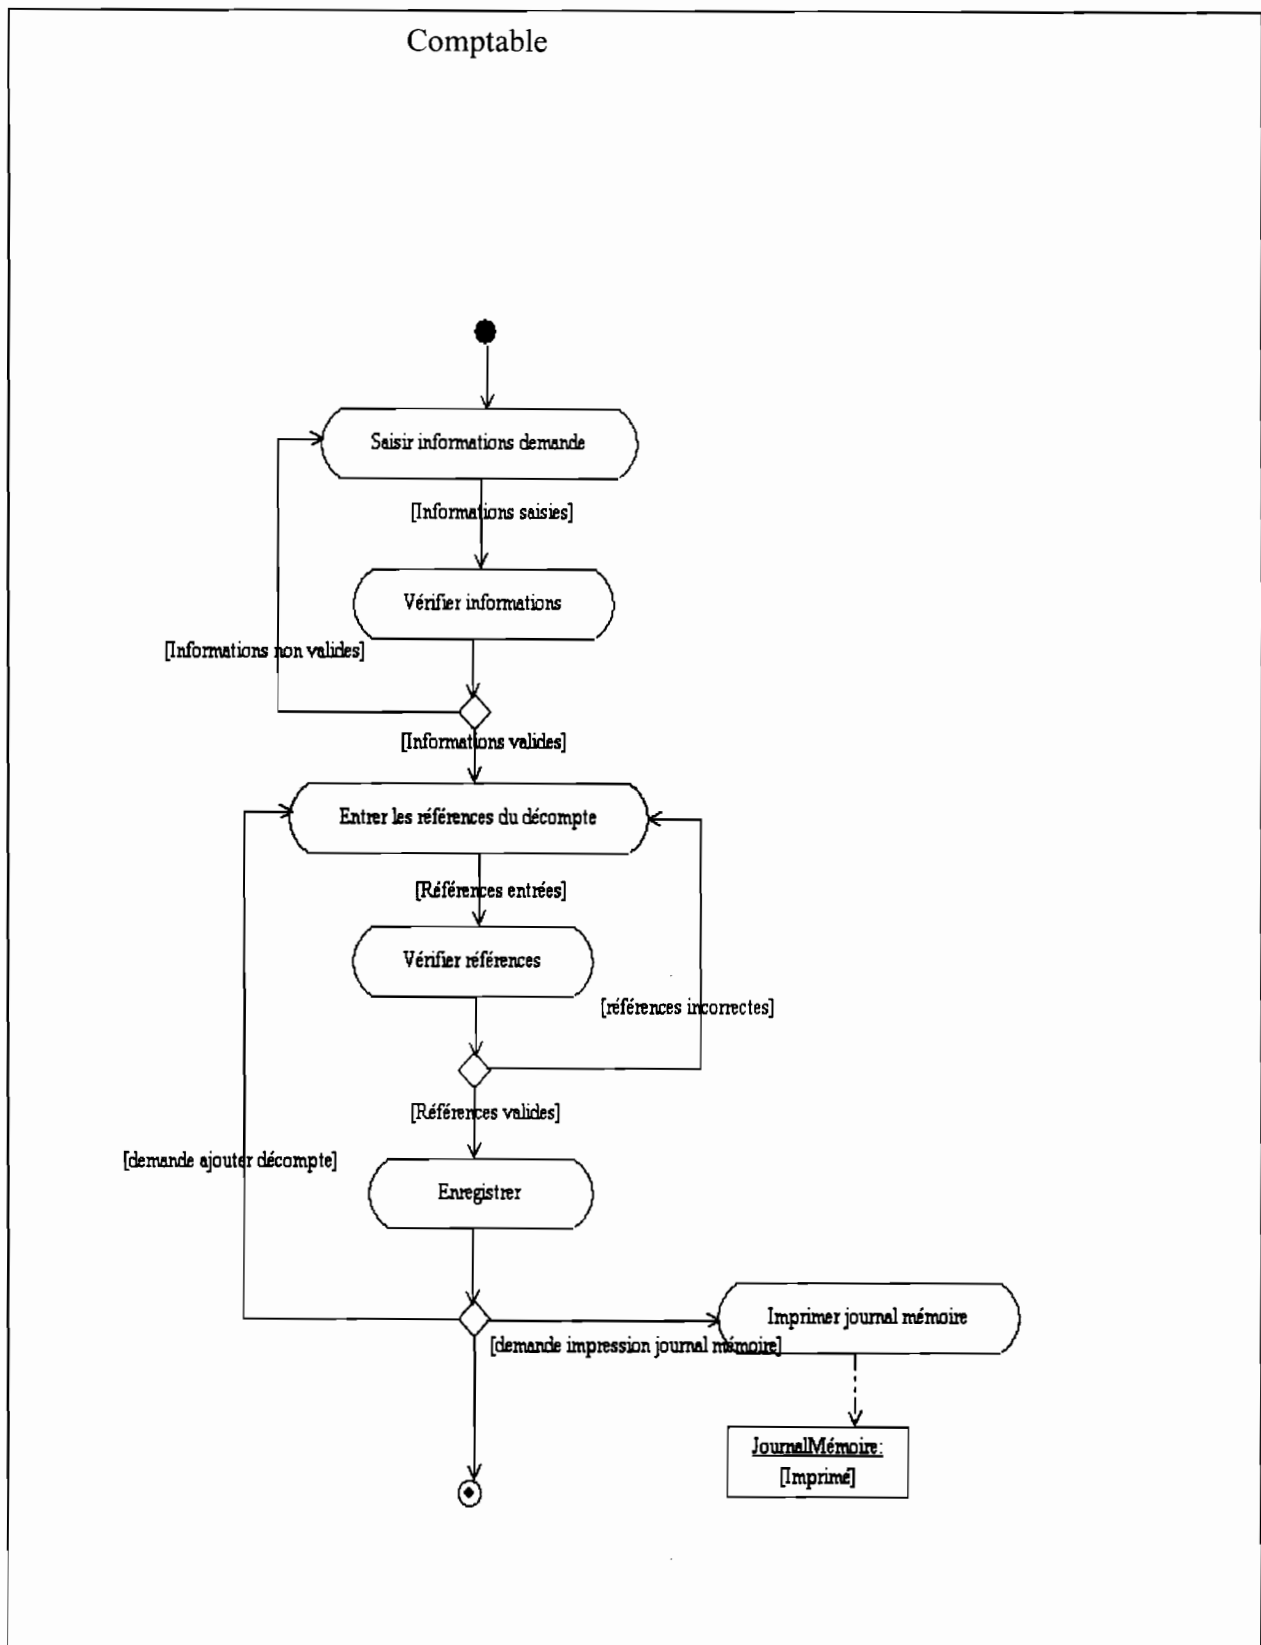 Comptable
Saisir informations demande
[Informations saisies]
Vérifier informations
[Informations non valides]
[Informations valides]
Entrer les références du décompte
[Références entrées]
Vérifier références
[références incorrectes]
[Références valides]
[demande ajouter décompte]
Enregistrer
Imprimer journal mémoire
[demande impression journal mémoire]
JournalMémoire:
[Imprimé]